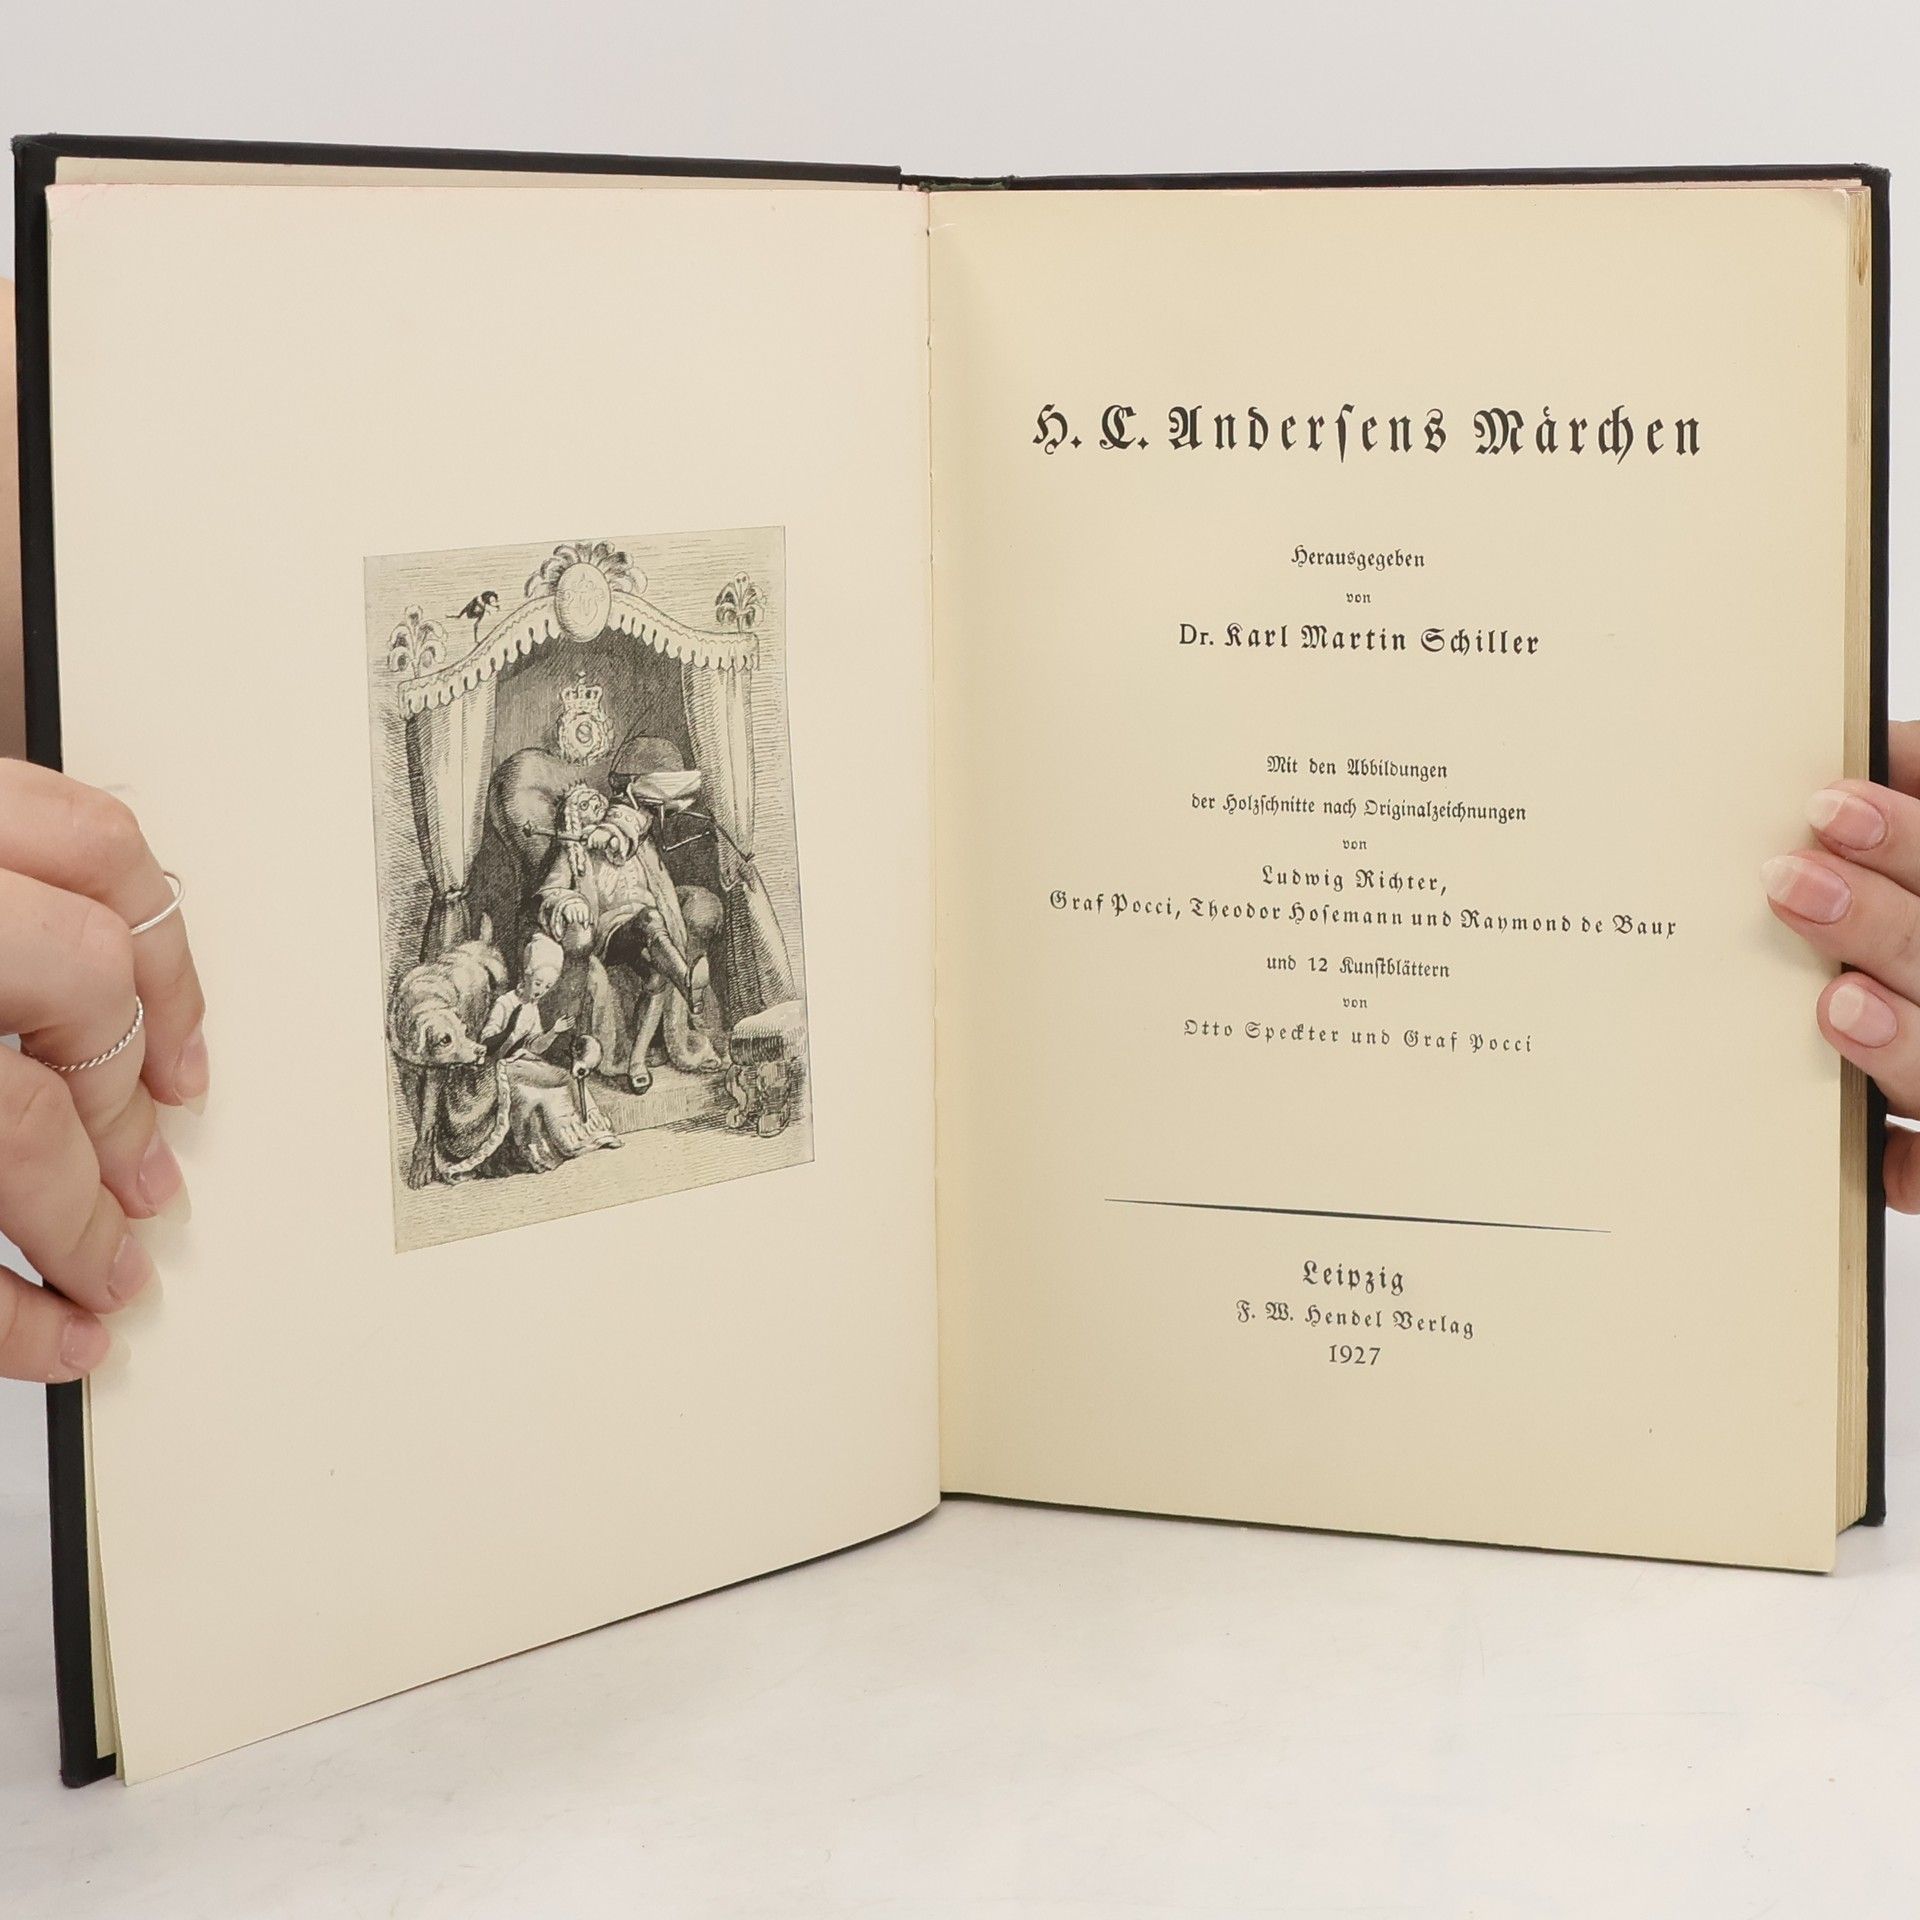 H. C. Andersens Märchen
Herausgegeben
von
Dr. Karl Martin Schiller
Mit den Abbildungen
der Holzschnitte nach Originalzeichnungen
von
Ludwig Richter,
Graf Pocci, Theodor Hosemann und Raymond de Baux
und 12 Kunstblättern
von
Otto Speckter und Graf Pocci
Leipzig
F. W. Hendel Verlag
1927